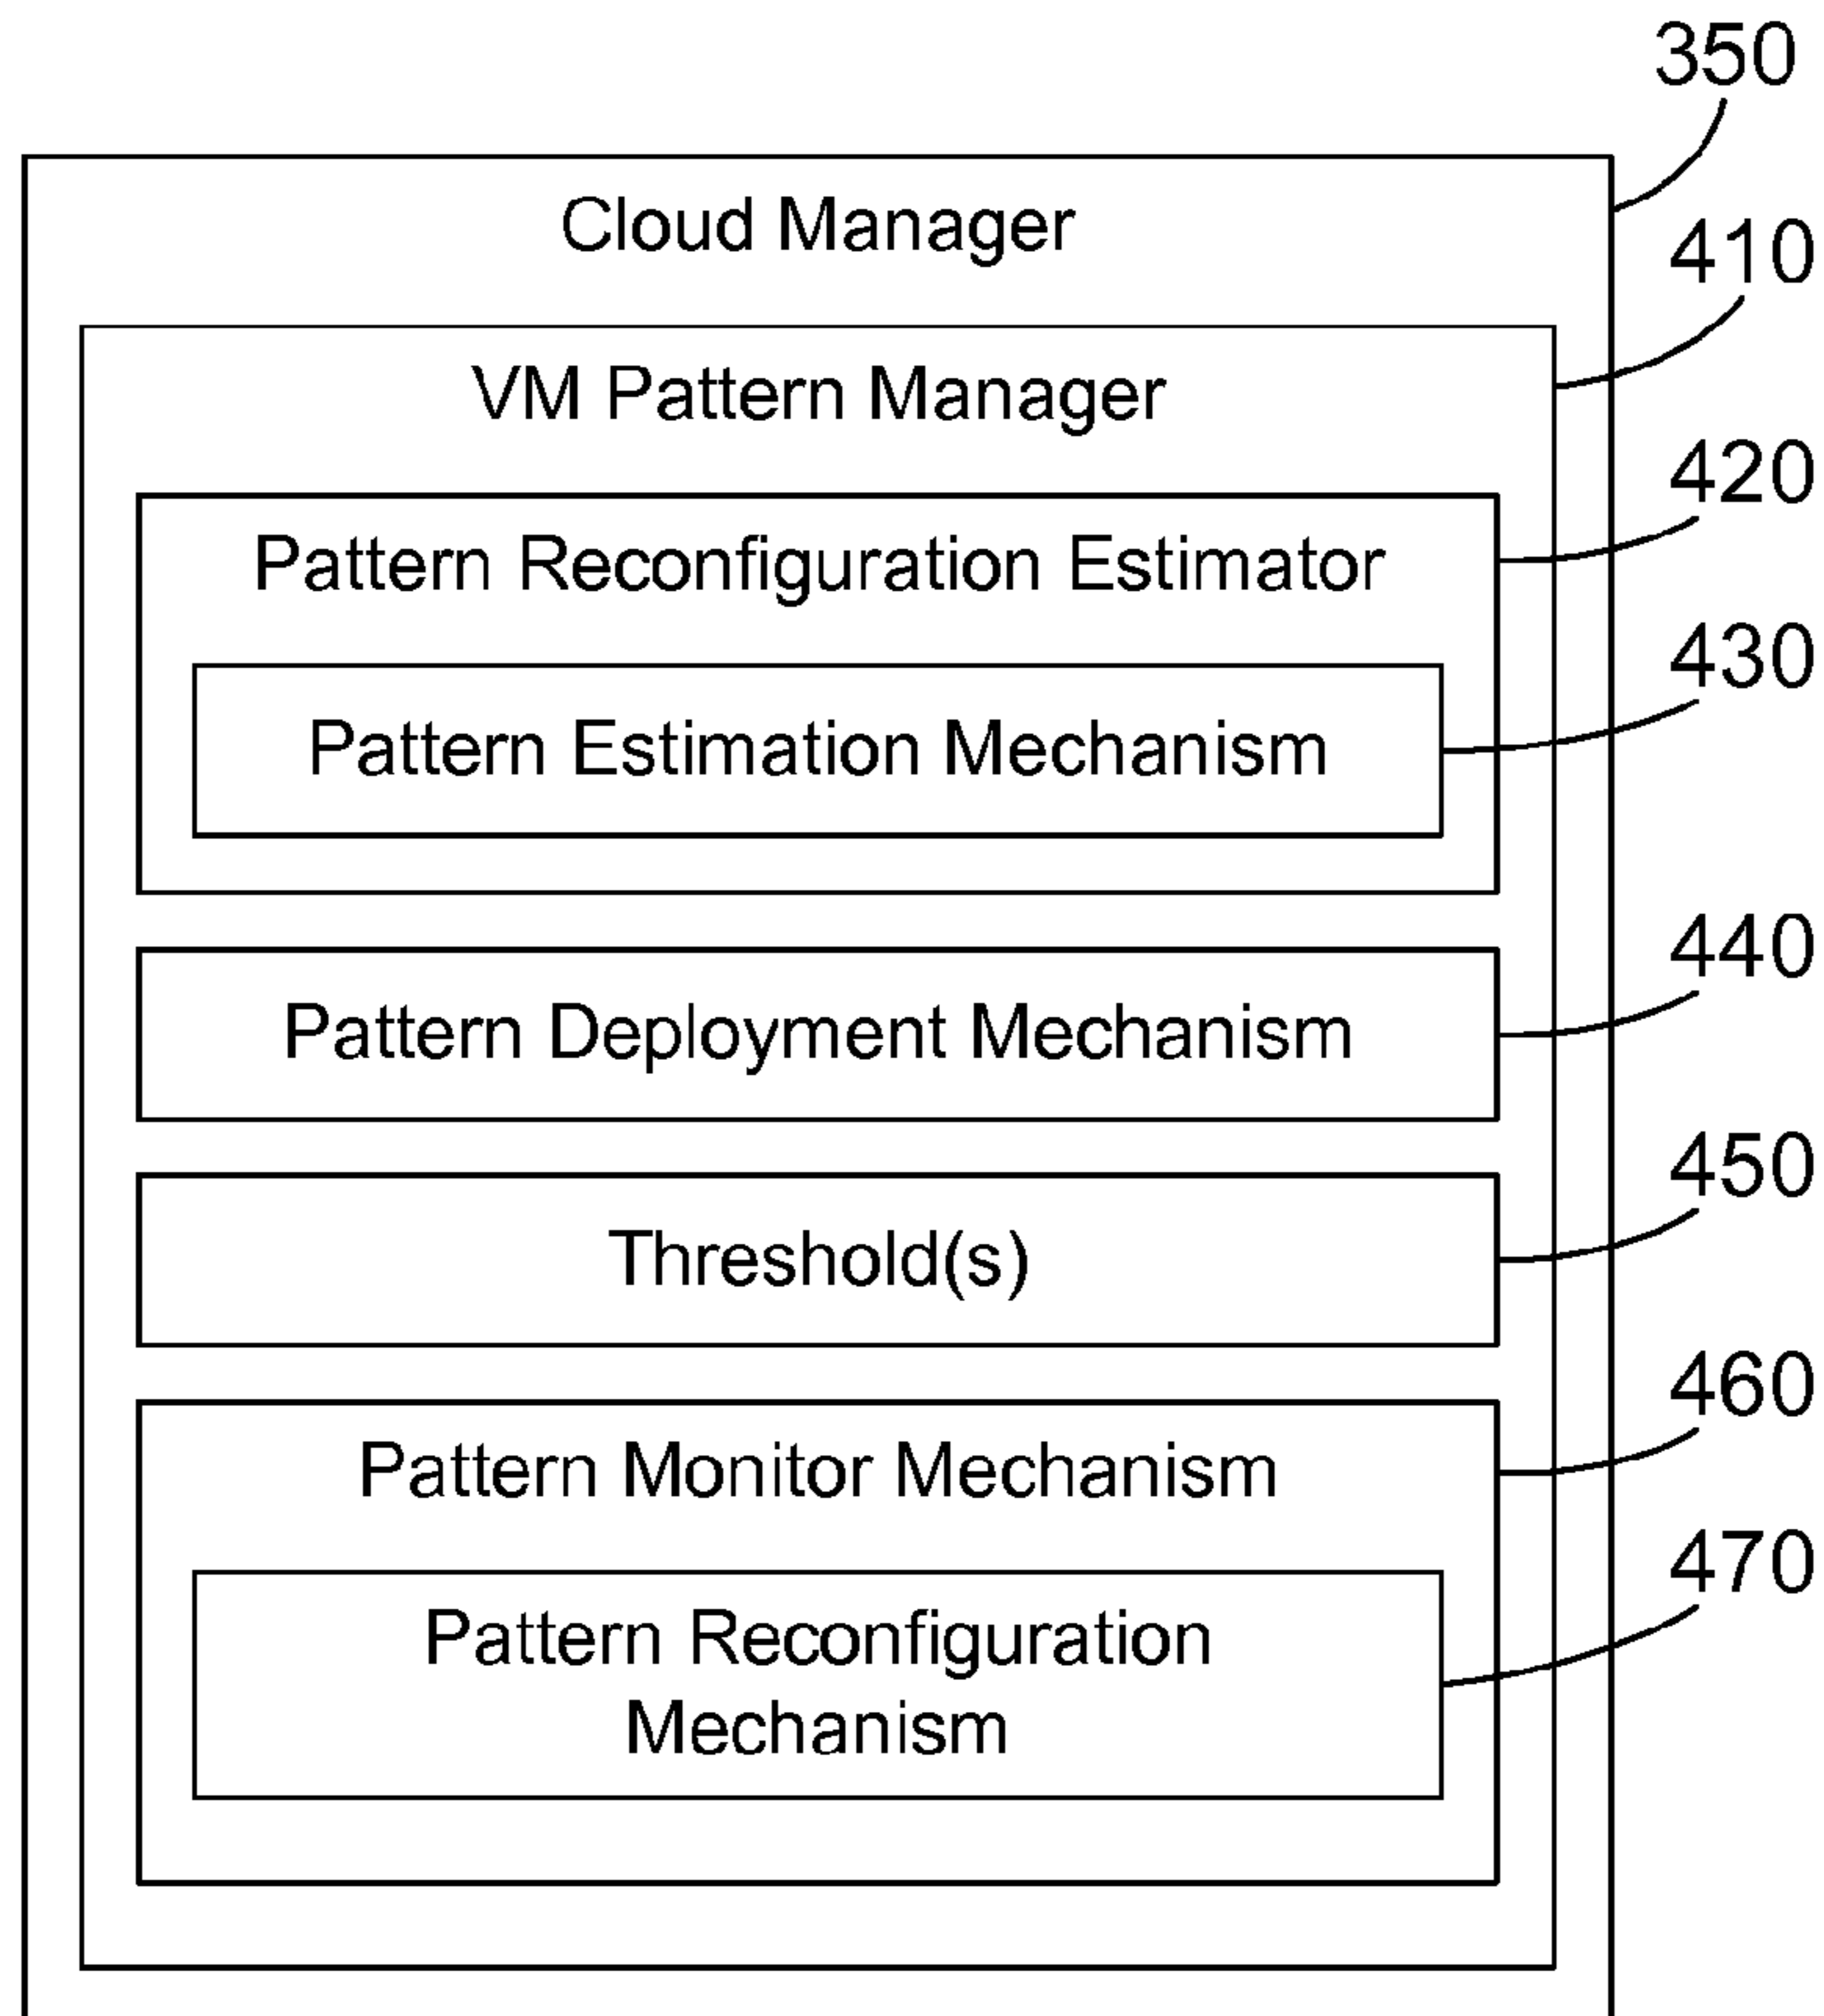 350
Cloud Manager
410
VM Pattern Manager
420
Pattern Reconfiguration Estimator
430
Pattern Estimation Mechanism
440
Pattern Deployment Mechanism
450
Threshold(s)
460
Pattern Monitor Mechanism
470
Pattern Reconfiguration
Mechanism